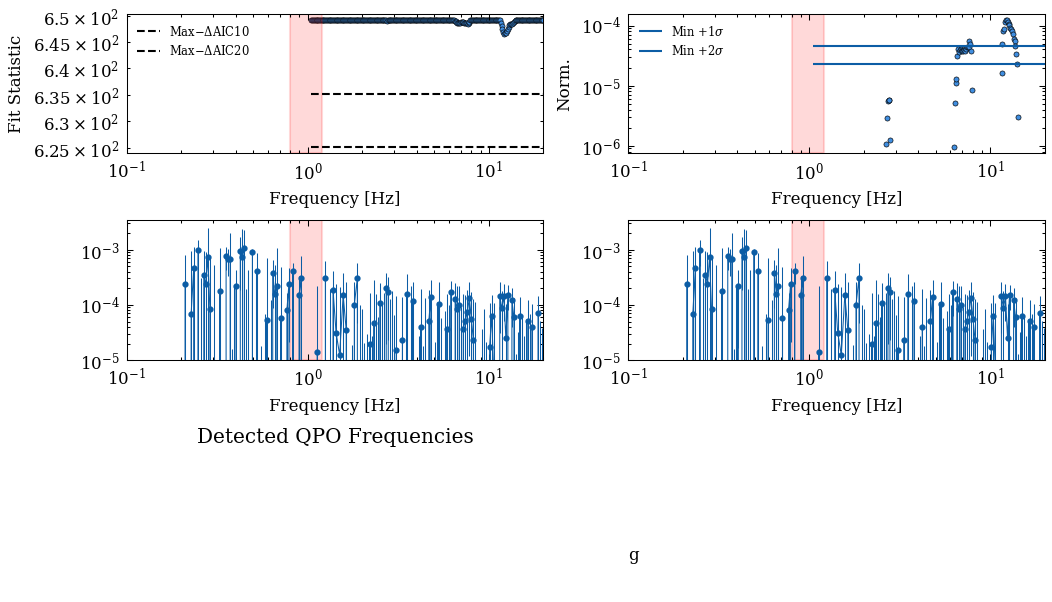 6.5 × 10²
6.45 × 10²
6.4 × 10²
6.35 × 10²
6.3 × 10²
6.25 × 10²
Fit Statistic
Max−ΔAIC10
Max−ΔAIC20
10⁻¹ 10⁰ 10¹
Frequency [Hz]
10⁻⁴
10⁻⁵
10⁻⁶
Norm.
Min +1σ
Min +2σ
10⁻¹ 10⁰ 10¹
Frequency [Hz]
10⁻³
10⁻⁴
10⁻⁵
10⁻¹ 10⁰ 10¹
Frequency [Hz]
10⁻³
10⁻⁴
10⁻⁵
10⁻¹ 10⁰ 10¹
Frequency [Hz]
Detected QPO Frequencies
g